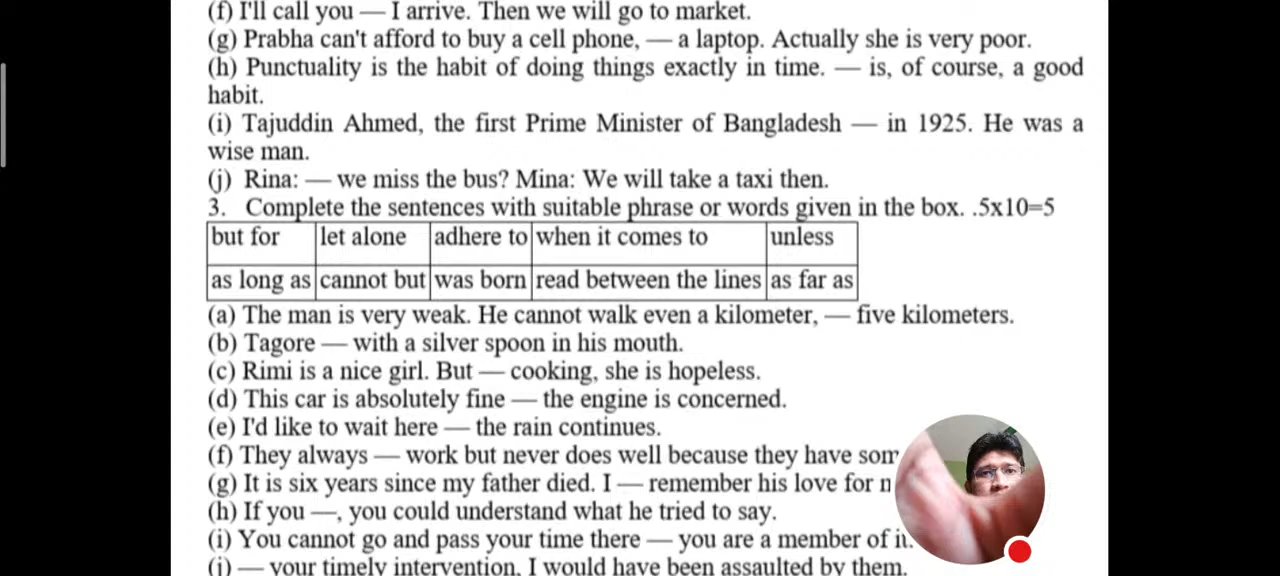 (f) I'll call you — I arrive. Then we will go to market.
(g) Prabha can't afford to buy a cell phone, — a laptop. Actually she is very poor.
(h) Punctuality is the habit of doing things exactly in time. — is, of course, a good
habit.
(i) Tajuddin Ahmed, the first Prime Minister of Bangladesh — in 1925. He was a
wise man.
(j) Rina: — we miss the bus? Mina: We will take a taxi then.
3. Complete the sentences with suitable phrase or words given in the box. .5x10=5
but for let alone adhere to when it comes to unless
as long as cannot but was born read between the lines as far as
(a) The man is very weak. He cannot walk even a kilometer, — five kilometers.
(b) Tagore — with a silver spoon in his mouth.
(c) Rimi is a nice girl. But — cooking, she is hopeless.
(d) This car is absolutely fine — the engine is concerned.
(e) I'd like to wait here — the rain continues.
(f) They always — work but never does well because they have
(g) It is six years since my father died. I — remember his love for
(h) If you —, you could understand what he tried to say.
(i) You cannot go and pass your time there — you are a member of it.
(j) — your timely intervention, I would have been assaulted by them.